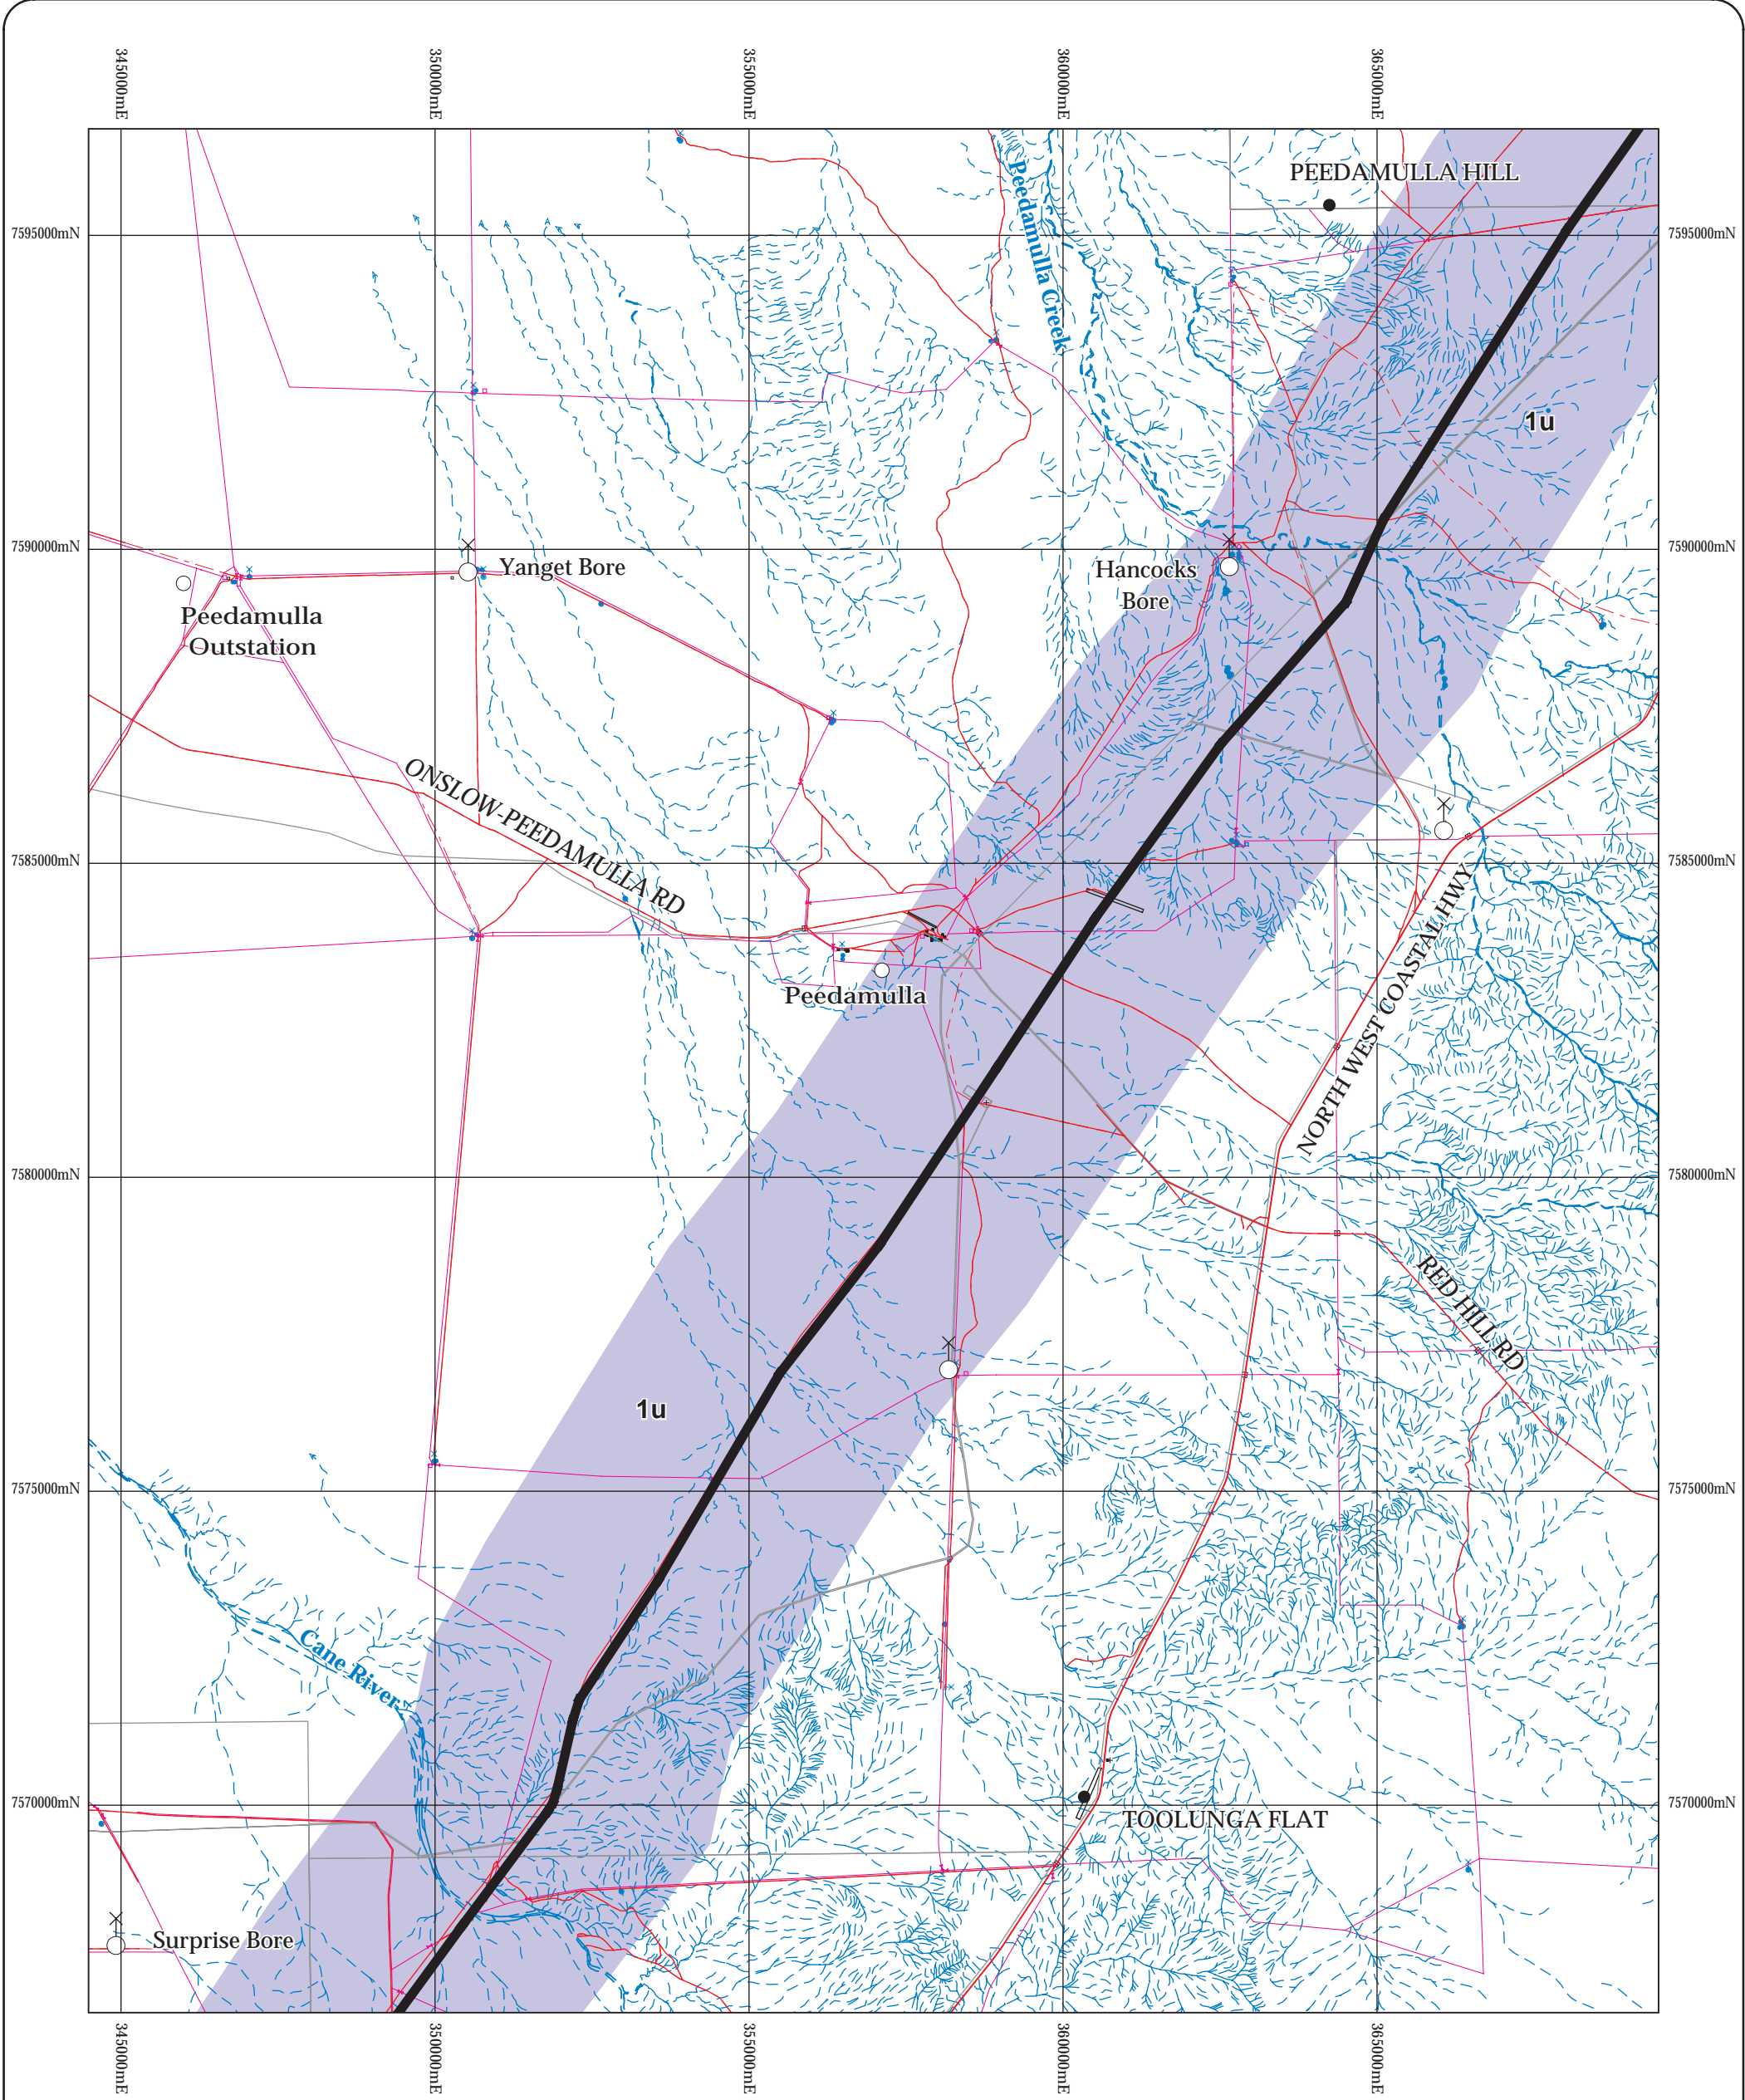 345000mE
350000mE
355000mE
360000mE
365000mE
PEEDAMULLA HILL
Peedamulla Creek
7595000mN
7595000mN
1u
7590000mN
7590000mN
Yanget Bore
Hancocks
Bore
Peedamulla
Outstation
ONSLOW-PEEDAMULLA RD
7585000mN
7585000mN
NORTH WEST COASTAL HWY
Peedamulla
7580000mN
7580000mN
RED HILL RD
1u
7575000mN
7575000mN
Cane River
7570000mN
7570000mN
TOOLUNGA FLAT
Surprise Bore
345000mE
350000mE
355000mE
360000mE
365000mE